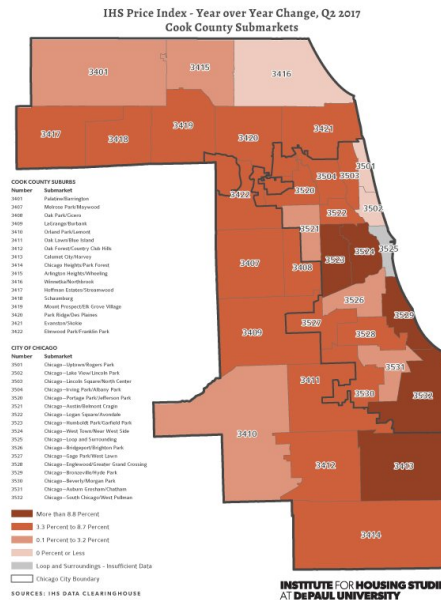 IHS Price Index - Year over Year Change, Q2 2017
Cook County Submarkets
3401
3415
3416
3417
3418
3419
3420
3421
3422
3501
3504
3503
3520
3502
3522
3521
3525
3523
3524
3407
3408
3526
3529
3527
3528
3409
3531
3411
3530
3532
3410
3412
3413
3414
COOK COUNTY SUBURBS
Number Submarket
3401 Palatine/Barrington
3407 Melrose Park/Maywood
3408 Oak Park/Cicero
3409 LaGrange/Burbank
3410 Orland Park/Lemont
3411 Oak Lawn/Blue Island
3412 Oak Forest/Country Club Hills
3413 Calumet City/Harvey
3414 Chicago Heights/Park Forest
3415 Arlington Heights/Wheeling
3416 Winnetka/Northbrook
3417 Hoffman Estates/Streamwood
3418 Schaumburg
3419 Mount Prospect/Elk Grove Village
3420 Park Ridge/Des Plaines
3421 Evanston/Skokie
3422 Elmwood Park/Franklin Park
CITY OF CHICAGO
Number Submarket
3501 Chicago--Uptown/Rogers Park
3502 Chicago--Lake View/Lincoln Park
3503 Chicago--Lincoln Square/North Center
3504 Chicago--Irving Park/Albany Park
3520 Chicago--Portage Park/Jefferson Park
3521 Chicago--Austin/Belmont Cragin
3522 Chicago--Logan Square/Avondale
3523 Chicago--Humboldt Park/Garfield Park
3524 Chicago--West Town/Near West Side
3525 Chicago--Loop and Surrounding
3526 Chicago--Bridgeport/Brighton Park
3527 Chicago--Gage Park/West Lawn
3528 Chicago--Englewood/Greater Grand Crossing
3529 Chicago--Bronzeville/Hyde Park
3530 Chicago--Beverly/Morgan Park
3531 Chicago--Auburn Gresham/Chatham
3532 Chicago--South Chicago/West Pullman
More than 8.8 Percent
3.3 Percent to 8.7 Percent
0.1 Percent to 3.2 Percent
0 Percent or Less
Loop and Surroundings - Insufficient Data
Chicago City Boundary
SOURCES: IHS DATA CLEARINGHOUSE
INSTITUTE FOR HOUSING STUDIE
AT DEPAUL UNIVERSITY